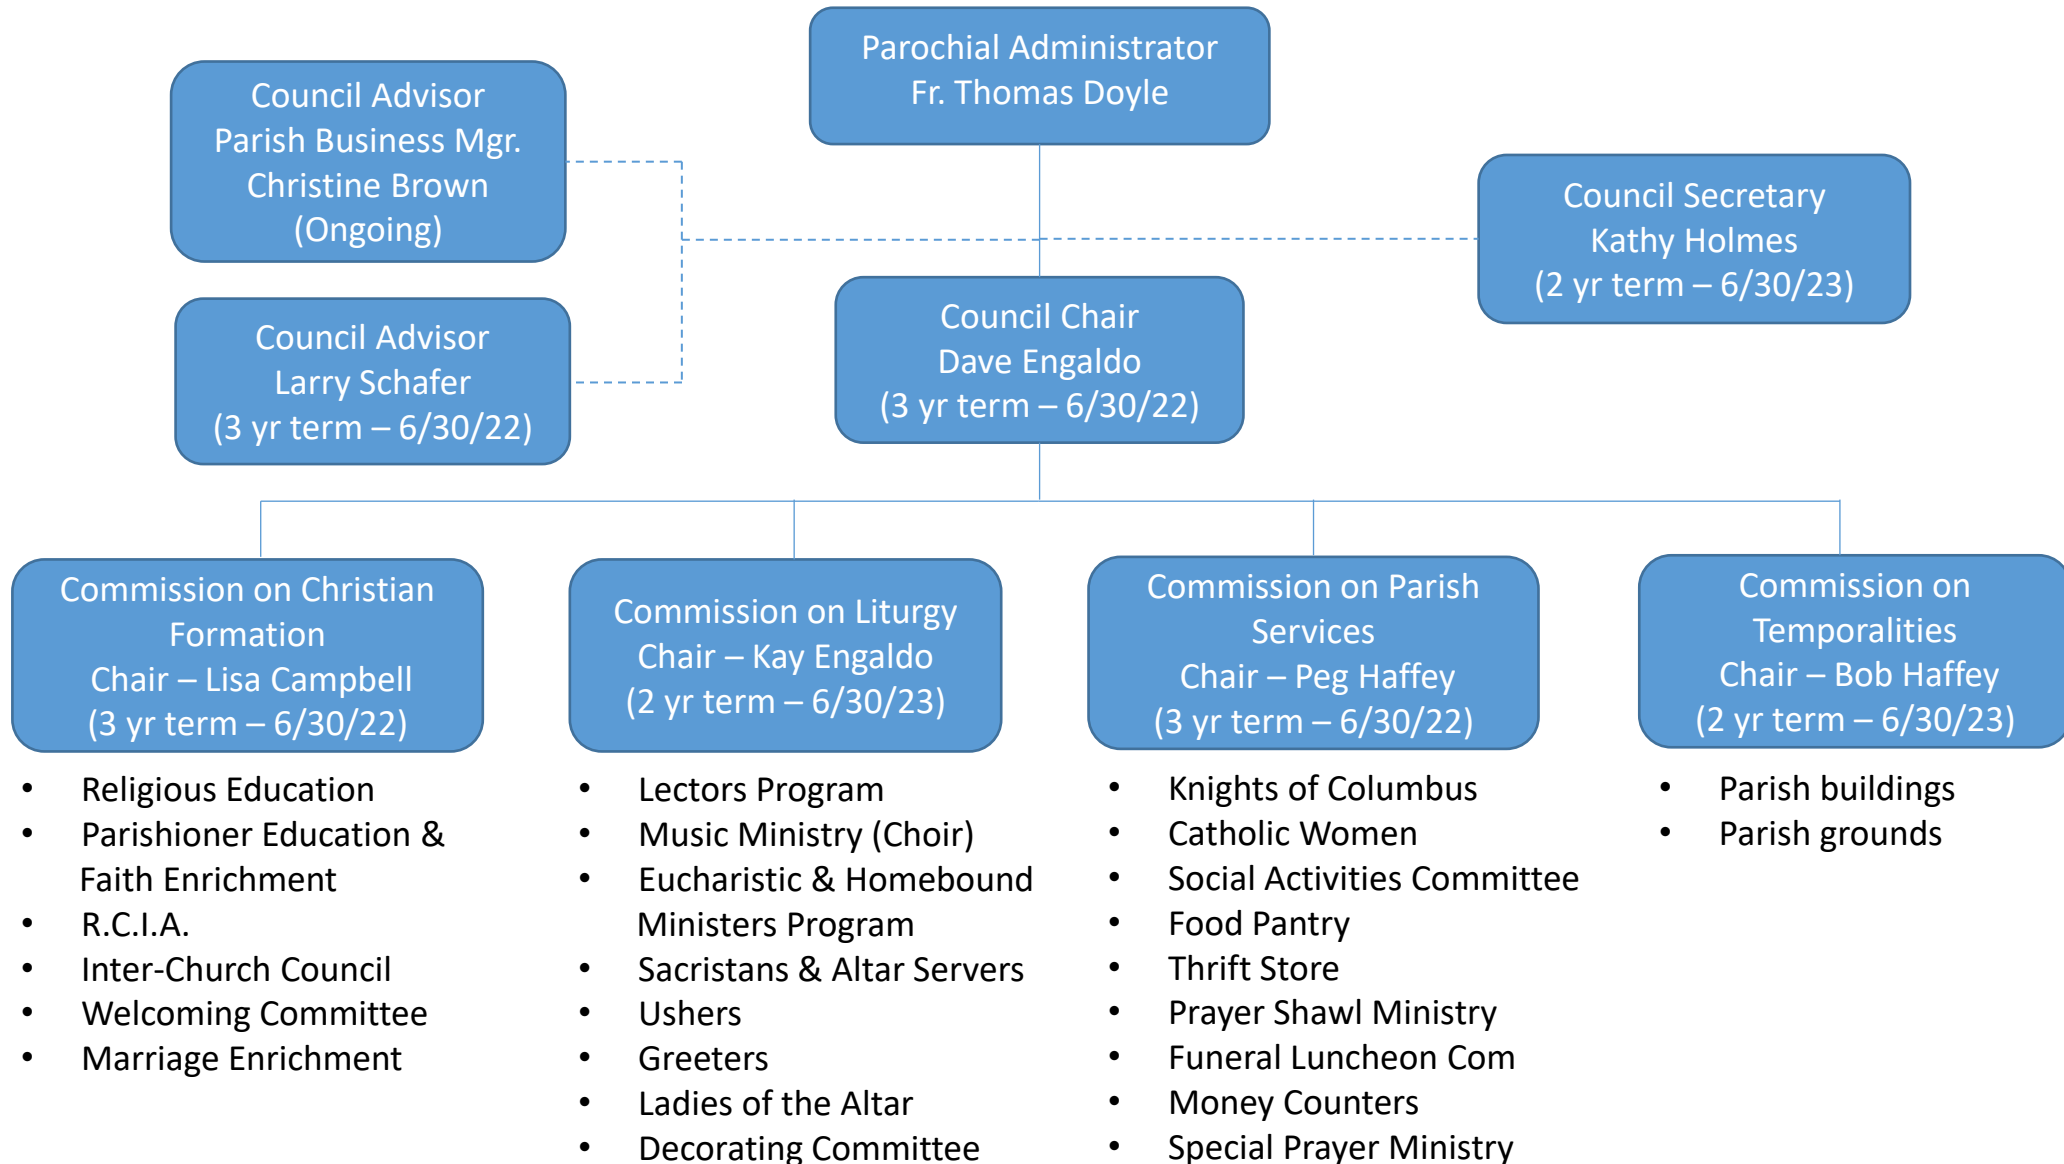 Parochial Administrator
Fr. Thomas Doyle
Council Advisor
Parish Business Mgr.
Christine Brown
(Ongoing)
Council Secretary
Kathy Holmes
(2 yr term – 6/30/23)
Council Advisor
Larry Schafer
(3 yr term – 6/30/22)
Council Chair
Dave Engaldo
(3 yr term – 6/30/22)
Commission on Christian
Formation
Chair – Lisa Campbell
(3 yr term – 6/30/22)
• Religious Education
• Parishioner Education &
Faith Enrichment
• R.C.I.A.
• Inter-Church Council
• Welcoming Committee
• Marriage Enrichment
Commission on Liturgy
Chair – Kay Engaldo
(2 yr term – 6/30/23)
• Lectors Program
• Music Ministry (Choir)
• Eucharistic & Homebound
Ministers Program
• Sacristans & Altar Servers
• Ushers
• Greeters
• Ladies of the Altar
• Decorating Committee
Commission on Parish
Services
Chair – Peg Haffey
(3 yr term – 6/30/22)
• Knights of Columbus
• Catholic Women
• Social Activities Committee
• Food Pantry
• Thrift Store
• Prayer Shawl Ministry
• Funeral Luncheon Com
• Money Counters
• Special Prayer Ministry
Commission on
Temporalities
Chair – Bob Haffey
(2 yr term – 6/30/23)
• Parish buildings
• Parish grounds